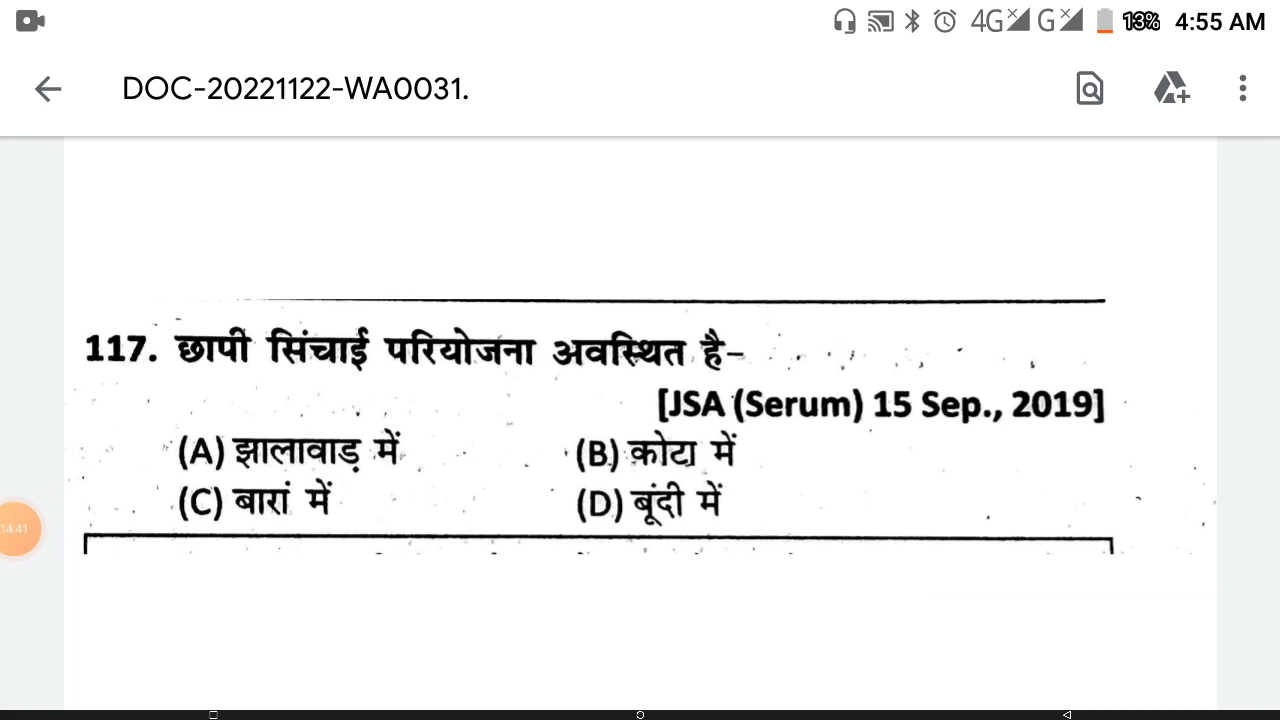 4G G 13% 4:55 AM
DOC-20221122-WA0031.
117. छापी सिंचाई परियोजना अवस्थित है–
[JSA (Serum) 15 Sep., 2019]
(A) झालावाड़ में (B) कोटा में
(C) बारां में (D) बूंदी में
14:41